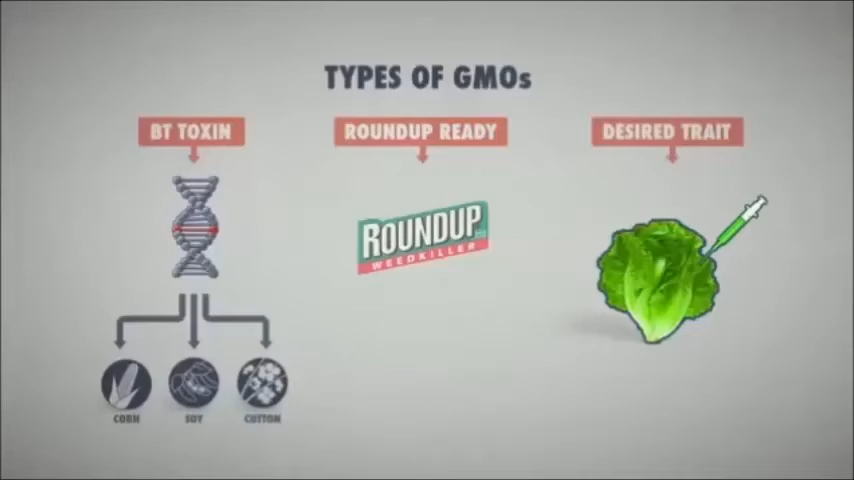 TYPES OF GMOs
BT TOXIN
ROUNDUP READY
DESIRED TRAIT
ROUNDUP
WEEDKILLER
CORN
SOY
COTTON